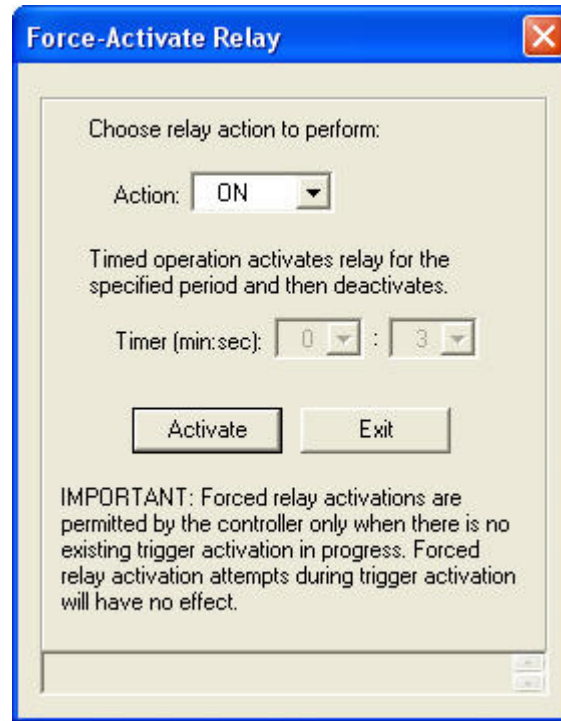 Force-Activate Relay
Choose relay action to perform:
Action: ON
Timed operation activates relay for the
specified period and then deactivates.
Timer (min:sec): 0 : 3
Activate Exit
IMPORTANT: Forced relay activations are
permitted by the controller only when there is no
existing trigger activation in progress. Forced
relay activation attempts during trigger activation
will have no effect.